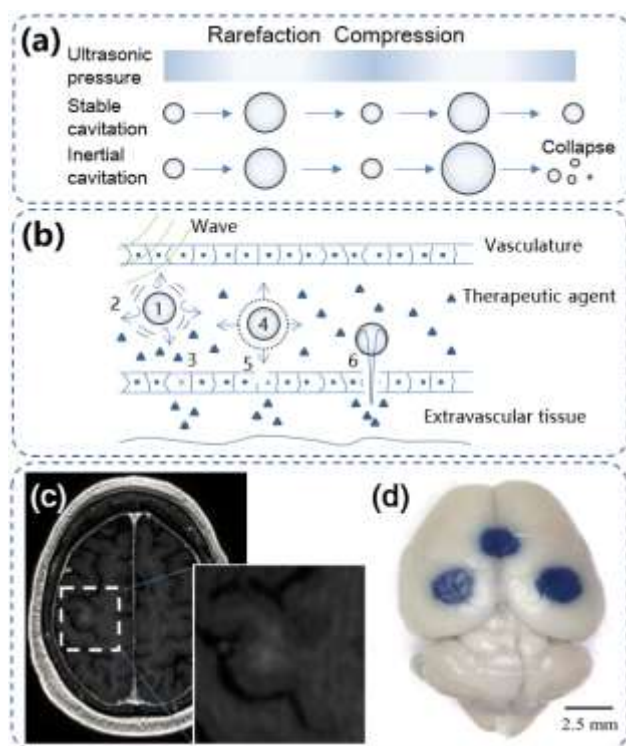 (a)
Rarefaction Compression
Ultrasonic
pressure
Stable
cavitation
Inertial
cavitation
Collapse
(b)
Wave
Vasculature
2
1
4
Therapeutic agent
3
5
6
Extravascular tissue
(c)
(d)
2.5 mm